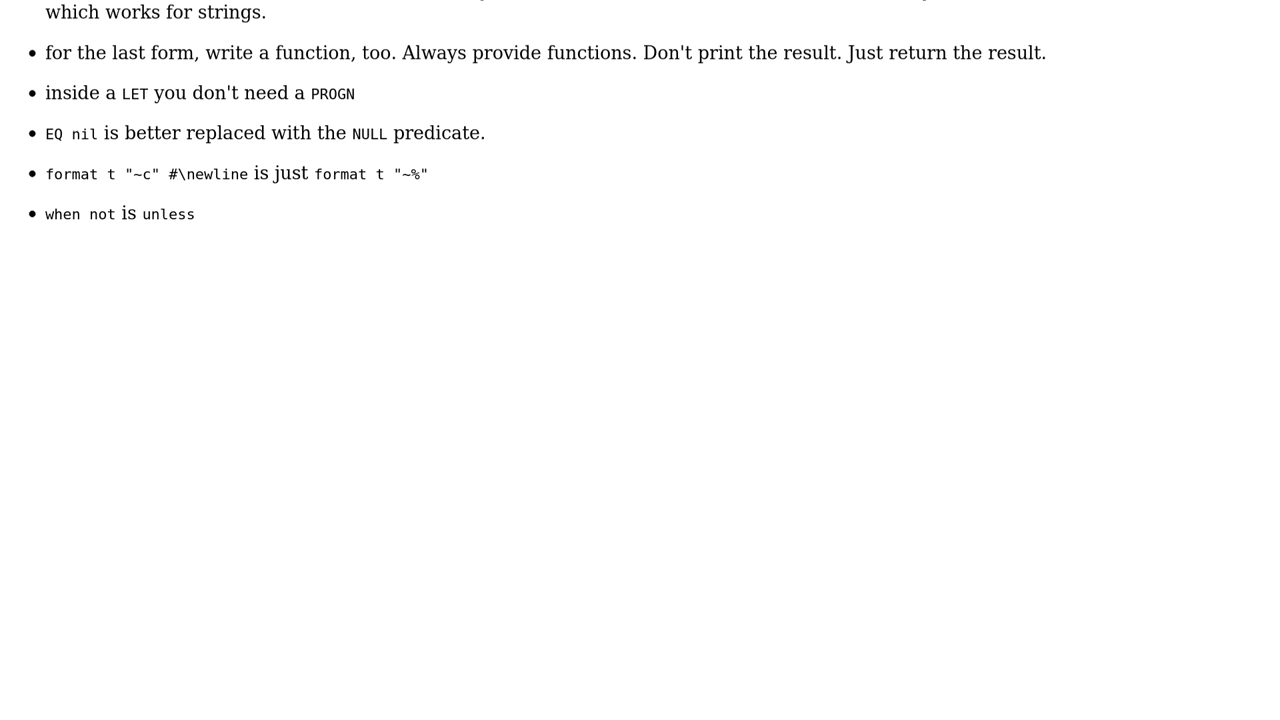 which works for strings.
• for the last form, write a function, too. Always provide functions. Don't print the result. Just return the result.
• inside a LET you don't need a PROGN
• EQ nil is better replaced with the NULL predicate.
• format t "~c" #\newline is just format t "~%"
• when not is unless